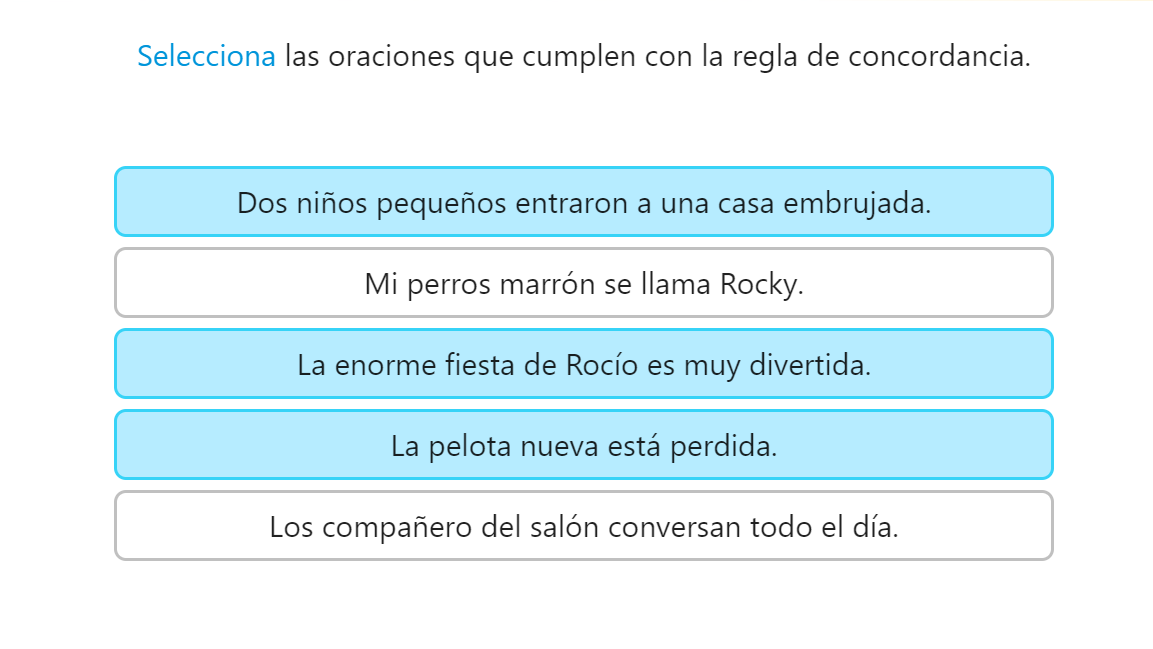 Selecciona las oraciones que cumplen con la regla de concordancia.
Dos niños pequeños entraron a una casa embrujada.
Mi perros marrón se llama Rocky.
La enorme fiesta de Rocío es muy divertida.
La pelota nueva está perdida.
Los compañero del salón conversan todo el día.